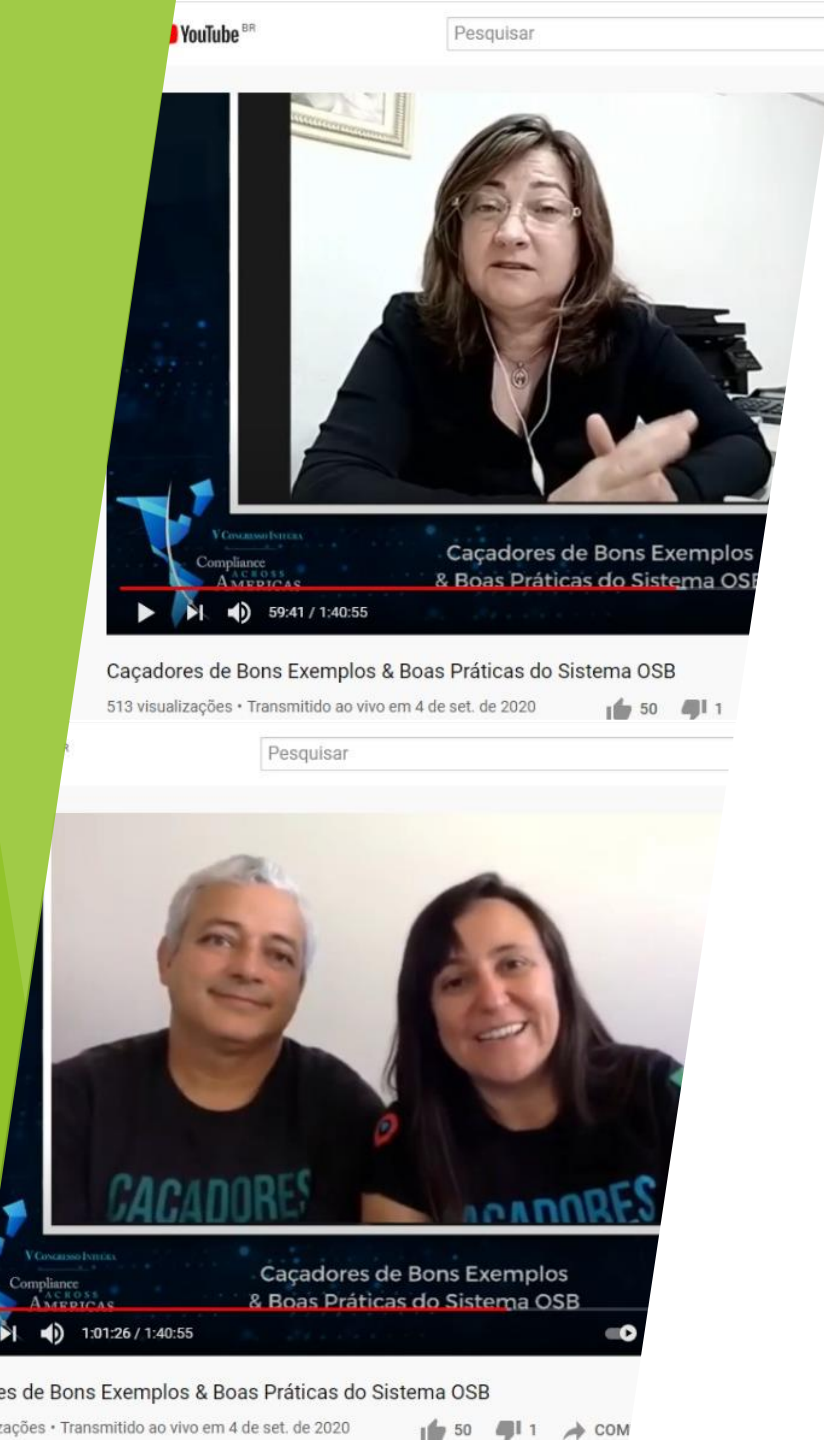 YouTube BR
Pesquisar
V CONGRESSO INTEGRA
Compliance
ACROSS
AMERICAS
Caçadores de Bons Exemplos
& Boas Práticas do Sistema OSB
59:41 / 1:40:55
Caçadores de Bons Exemplos & Boas Práticas do Sistema OSB
513 visualizações • Transmitido ao vivo em 4 de set. de 2020
50
1
Pesquisar
CAÇADORES
CAÇADORES
V CONGRESSO INTEGRA
Compliance
ACROSS
AMERICAS
Caçadores de Bons Exemplos
& Boas Práticas do Sistema OSB
1:01:26 / 1:40:55
es de Bons Exemplos & Boas Práticas do Sistema OSB
zações • Transmitido ao vivo em 4 de set. de 2020
50
1
COM